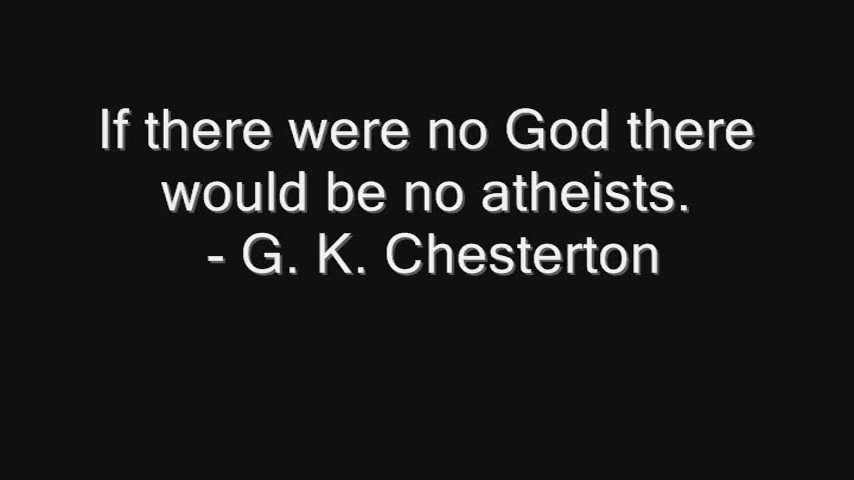 If there were no God there
would be no atheists.
- G. K. Chesterton